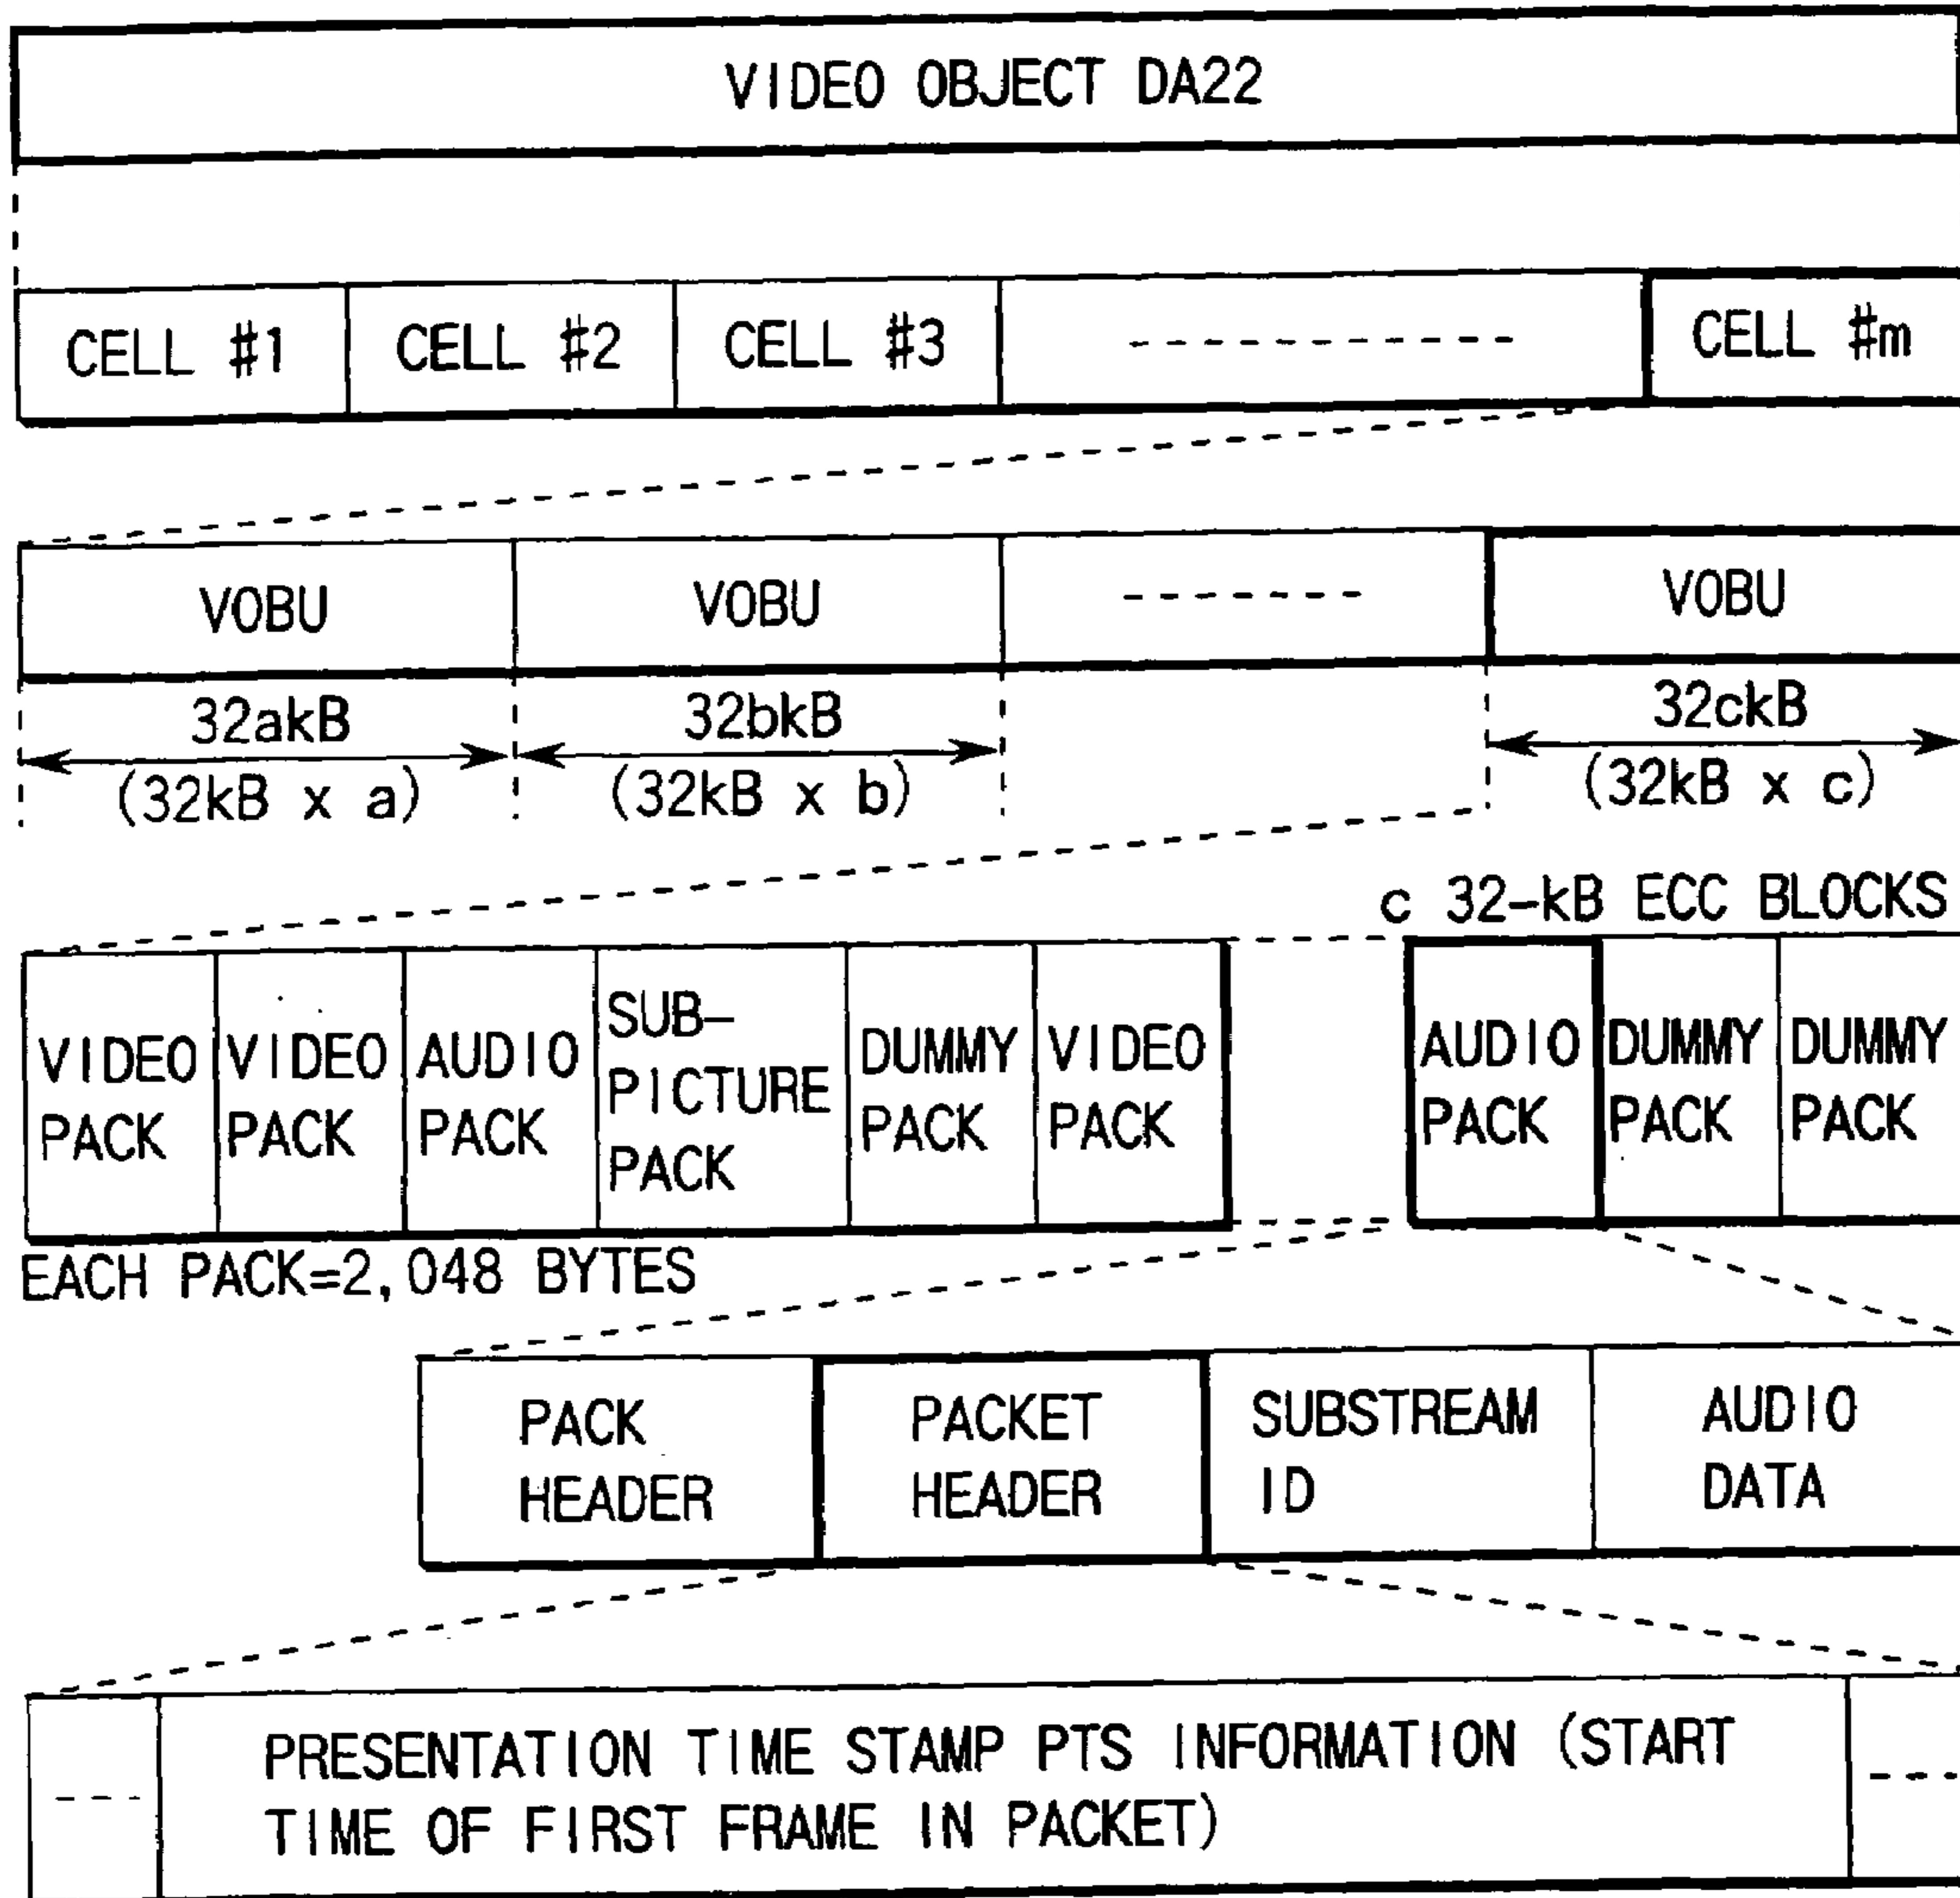 VIDEO OBJECT DA22
CELL #1
CELL #2
CELL #3
CELL #m
VOBU
VOBU
VOBU
32akB
(32kB x a)
32bkB
(32kB x b)
32ckB
(32kB x c)
c 32-kB ECC BLOCKS
VIDEO
PACK
VIDEO
PACK
AUDIO
PACK
SUB-
PICTURE
PACK
DUMMY
PACK
VIDEO
PACK
AUDIO
PACK
DUMMY
PACK
DUMMY
PACK
EACH PACK=2,048 BYTES
PACK
HEADER
PACKET
HEADER
SUBSTREAM
ID
AUDIO
DATA
PRESENTATION TIME STAMP PTS INFORMATION (START
TIME OF FIRST FRAME IN PACKET)